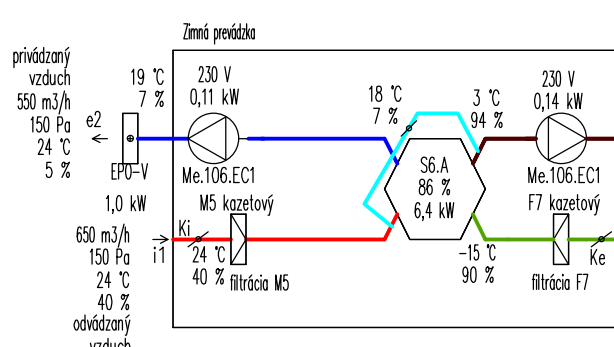 Zimná prevádzka
privádzaný
vzduch
550 m3/h
150 Pa
24 °C
5 %
e2
19 °C
7 %
EPO-V
1,0 kW
230 V
0,11 kW
Me.106.EC1
18 °C
7 %
3 °C
94 %
230 V
0,14 kW
Me.106.EC1
S6.A
86 %
6,4 kW
M5 kazetový
F7 kazetový
650 m3/h
150 Pa
24 °C
40 %
odvádzaný
vzduch
i1
Ki
24 °C
40 %
filtrácia M5
-15 °C
90 %
filtrácia F7
Ke